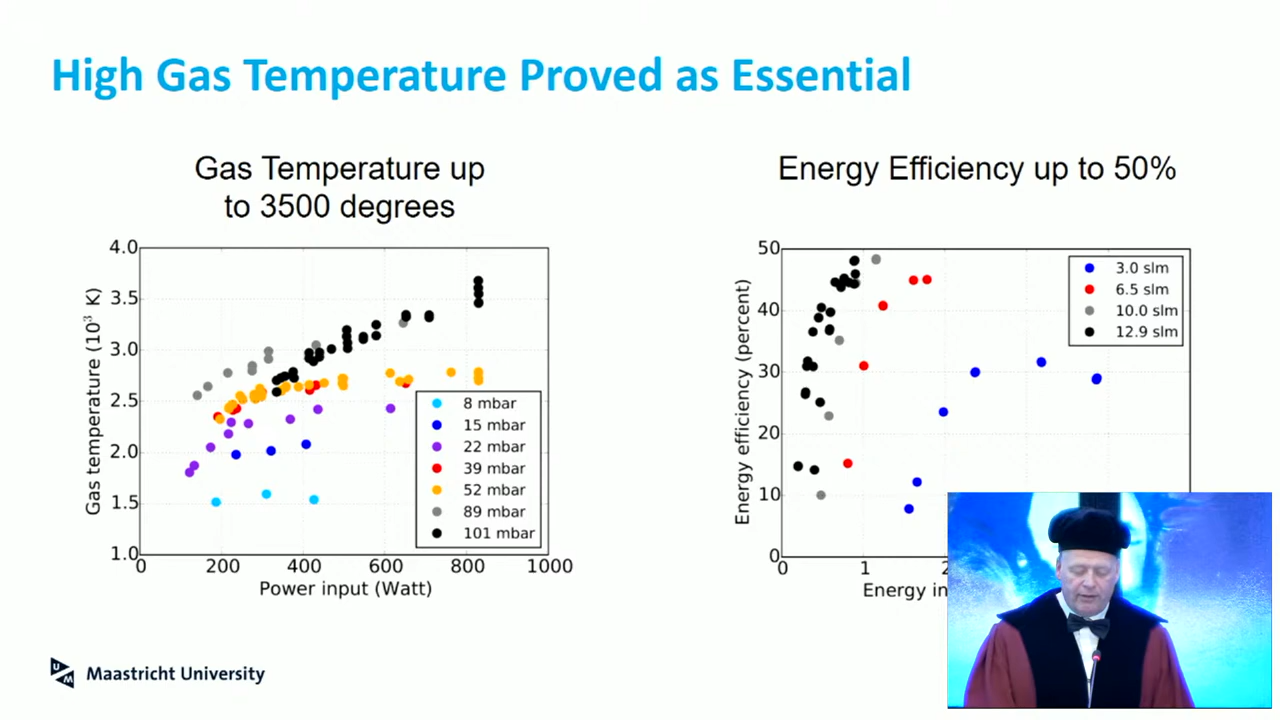 High Gas Temperature Proved as Essential
Gas Temperature up
to 3500 degrees
4.0
3.5
3.0
2.5
2.0
1.5
1.0
Gas temperature (10³ K)
0
200
400
600
800
1000
Power input (Watt)
8 mbar
15 mbar
22 mbar
39 mbar
52 mbar
89 mbar
101 mbar
Energy Efficiency up to 50%
50
40
30
20
10
0
Energy efficiency (percent)
0
1
Energy
3.0 slm
6.5 slm
10.0 slm
12.9 slm
UM
Maastricht University